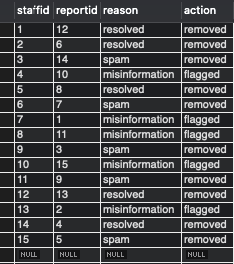 staffid reportid reason action
1 12 resolved removed
2 6 resolved removed
3 14 spam removed
4 10 misinformation flagged
5 8 resolved removed
6 7 spam removed
7 1 misinformation flagged
8 11 misinformation flagged
9 3 spam removed
10 15 misinformation flagged
11 9 spam removed
12 13 resolved removed
13 2 misinformation flagged
14 4 resolved removed
15 5 spam removed
NULL NULL NULL NULL